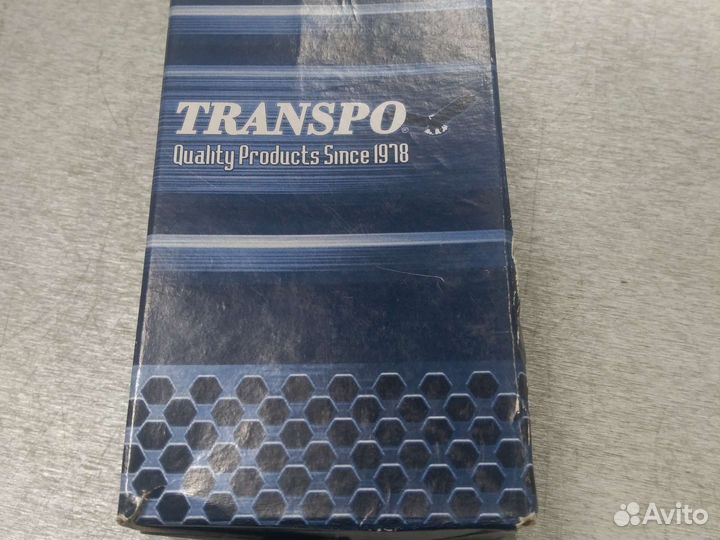 TRANSPO®
Quality Products Since 1978
Avito